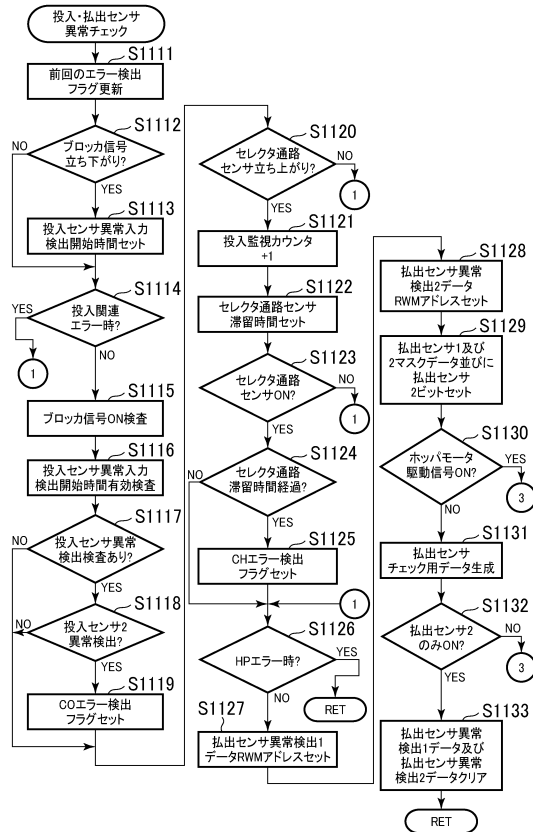 投入・払出センサ
異常チェック
S1111
前回のエラー検出
フラグ更新
S1112
ブロッカ信号
立ち下がり?
NO
YES
S1113
投入センサ異常入力
検出開始時間セット
S1114
投入関連
エラー時?
YES
1
NO
S1115
ブロッカ信号ON検査
S1116
投入センサ異常入力
検出開始時間有効検査
S1117
投入センサ異常
検出検査あり?
NO
YES
S1118
投入センサ2
異常検出?
NO
YES
S1119
COエラー検出
フラグセット
S1120
セレクタ通路
センサ立ち上がり?
NO
1
YES
S1121
投入監視カウンタ
+1
S1122
セレクタ通路センサ
滞留時間セット
S1123
セレクタ通路
センサON?
NO
1
YES
S1124
セレクタ通路
滞留時間経過?
NO
YES
S1125
CHエラー検出
フラグセット
1
S1126
HPエラー時?
YES
RET
NO
S1127
払出センサ異常検出1
データRWMアドレスセット
S1128
払出センサ異常
検出2データ
RWMアドレスセット
S1129
払出センサ1及び
2マスクデータ並びに
払出センサ
2ビットセット
S1130
ホッパモータ
駆動信号ON?
YES
3
NO
S1131
払出センサ
チェック用データ生成
S1132
払出センサ2
のみON?
NO
3
YES
S1133
払出センサ異常
検出1データ及び
払出センサ異常
検出2データクリア
RET